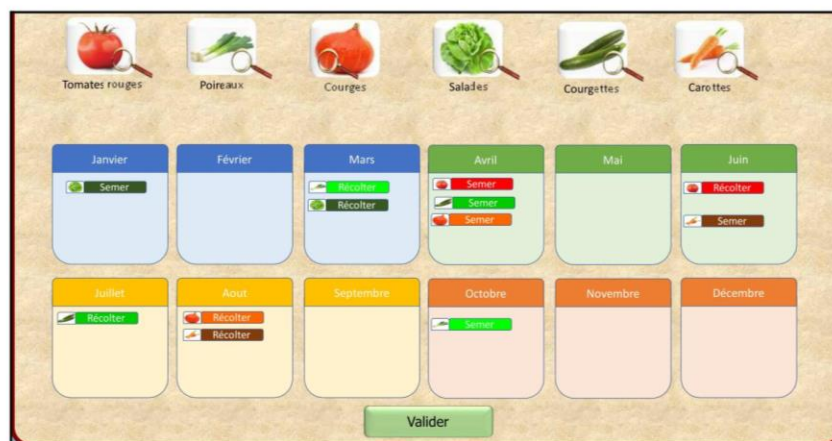 Tomates rouges
Poireaux
Courges
Salades
Courgettes
Carottes
Janvier
Février
Mars
Avril
Mai
Juin
Semer
Récolter
Récolter
Semer
Semer
Semer
Récolter
Semer
Juillet
Aout
Septembre
Octobre
Novembre
Décembre
Récolter
Récolter
Récolter
Semer
Valider